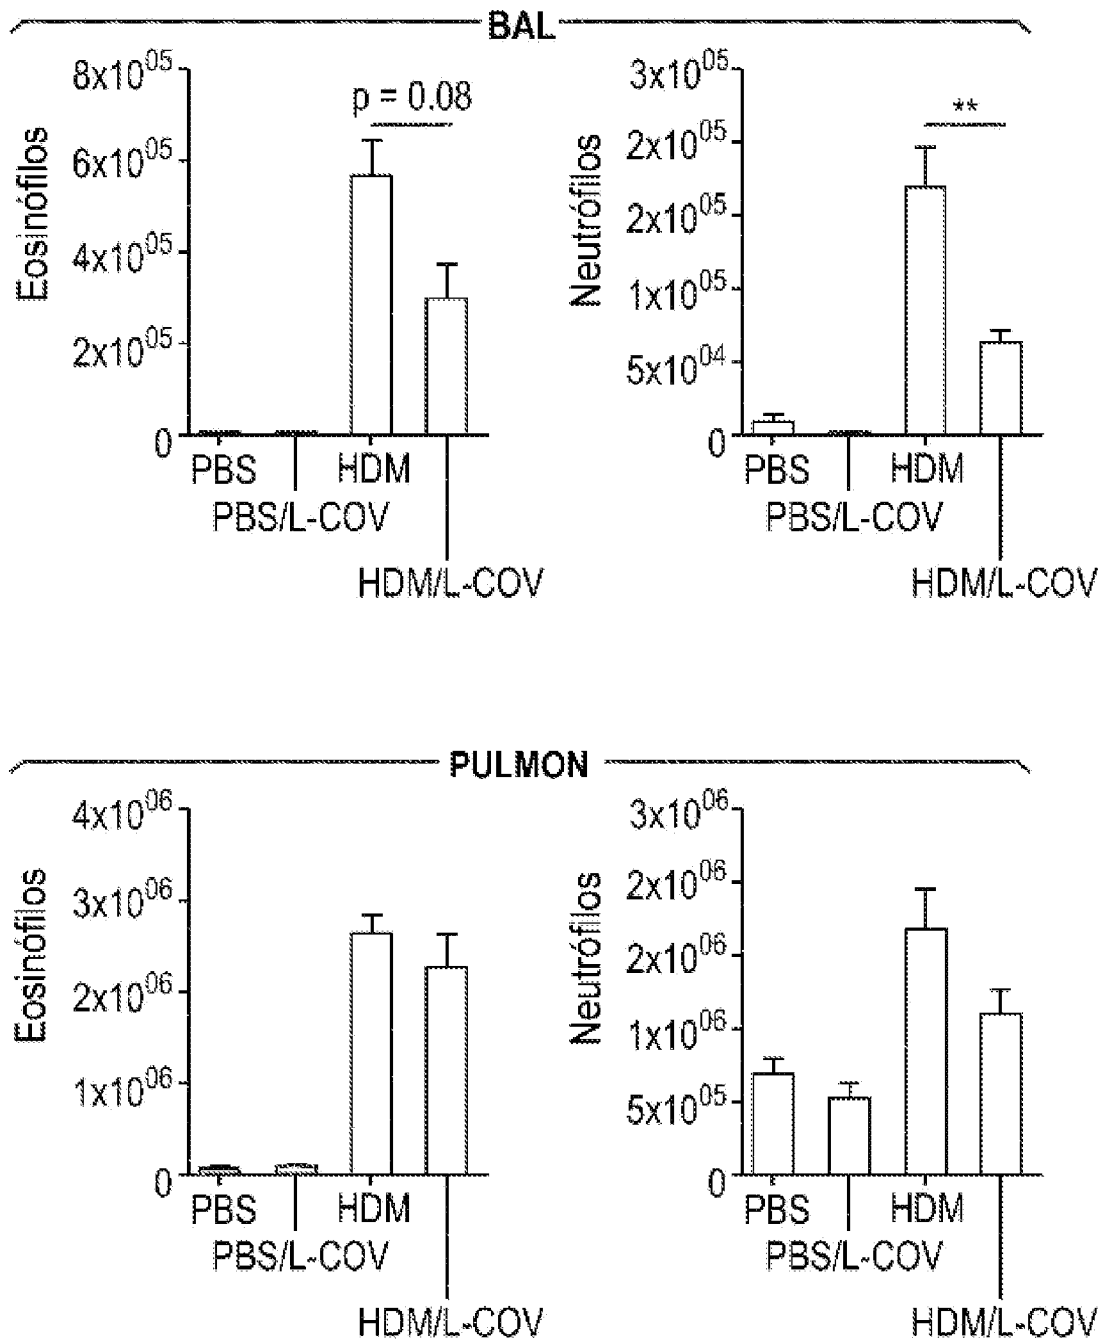 BAL
Eosinófilos
8x10^05
6x10^05
4x10^05
2x10^05
0
p = 0.08
PBS
HDM
PBS/L-COV
HDM/L-COV
Neutrófilos
3x10^05
2x10^05
2x10^05
1x10^05
5x10^04
0
**
PBS
HDM
PBS/L-COV
HDM/L-COV
PULMON
Eosinófilos
4x10^06
3x10^06
2x10^06
1x10^06
0
PBS
HDM
PBS/L-COV
HDM/L-COV
Neutrófilos
3x10^06
2x10^06
2x10^06
1x10^06
5x10^05
0
PBS
HDM
PBS/L-COV
HDM/L-COV